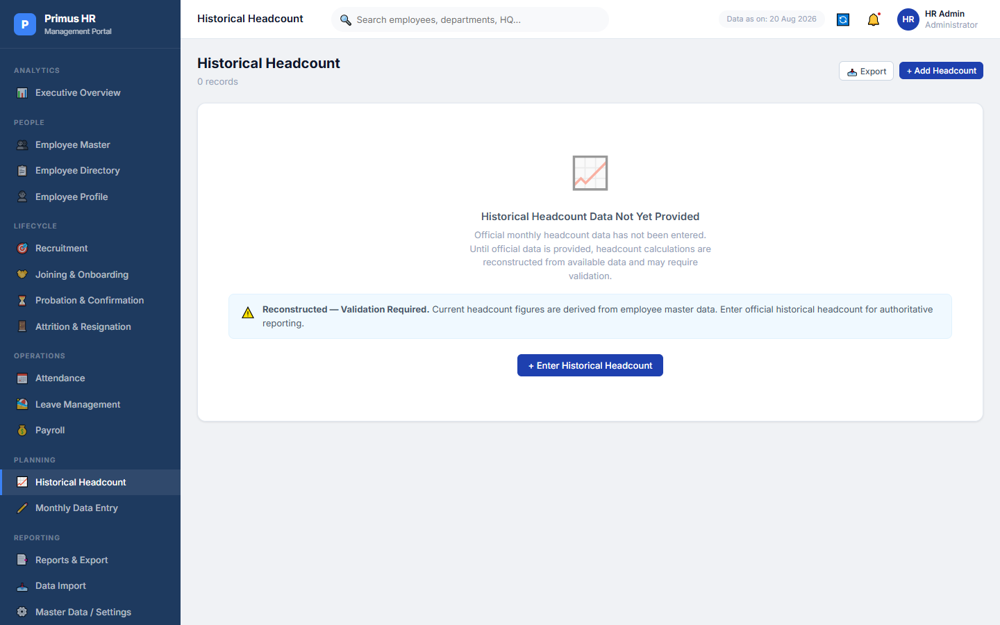 P
Primus HR
Management Portal
ANALYTICS
Executive Overview
PEOPLE
Employee Master
Employee Directory
Employee Profile
LIFECYCLE
Recruitment
Joining & Onboarding
Probation & Confirmation
Attrition & Resignation
OPERATIONS
Attendance
Leave Management
Payroll
PLANNING
Historical Headcount
Monthly Data Entry
REPORTING
Reports & Export
Data Import
Master Data / Settings
Historical Headcount
Search employees, departments, HQ...
Data as on: 20 Aug 2026
HR
HR Admin
Administrator
Historical Headcount
0 records
Export
+ Add Headcount
Historical Headcount Data Not Yet Provided
Official monthly headcount data has not been entered.
Until official data is provided, headcount calculations are
reconstructed from available data and may require
validation.
Reconstructed — Validation Required. Current headcount figures are derived from employee master data. Enter official historical headcount for authoritative
reporting.
+ Enter Historical Headcount